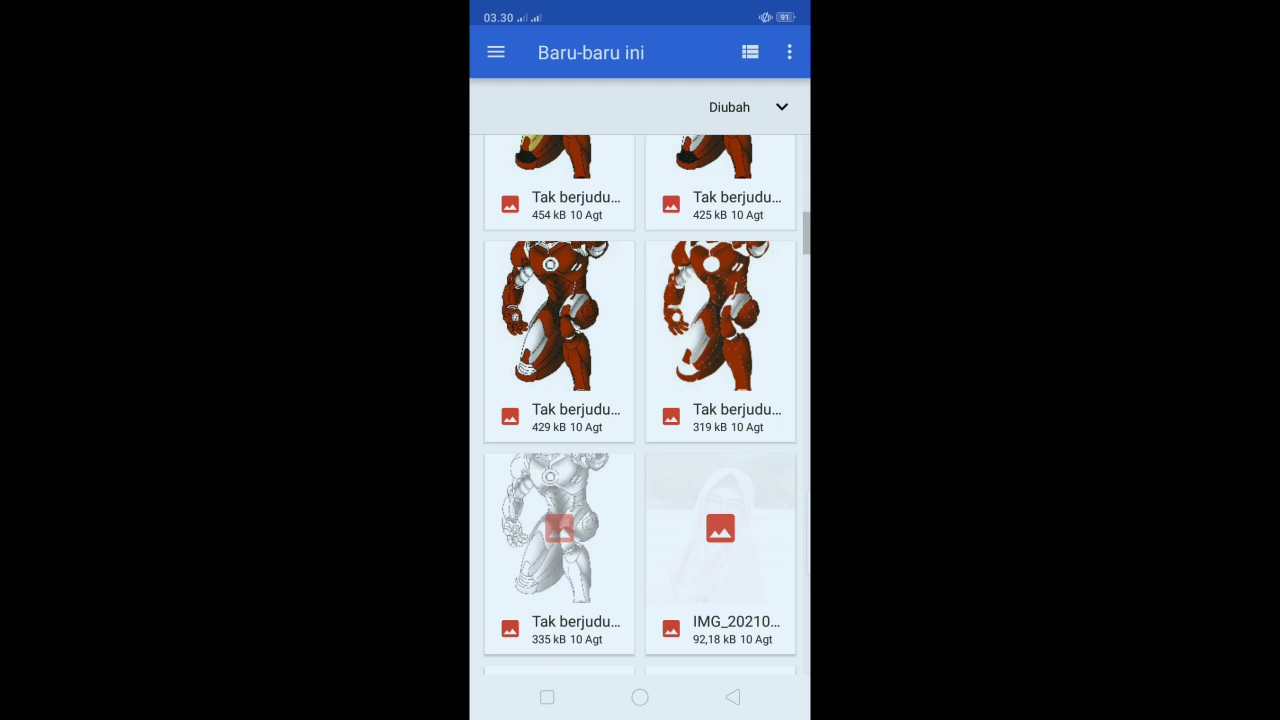 03.30
91
Baru-baru ini
Diubah
Tak berjudu...
454 kB 10 Agt
Tak berjudu...
425 kB 10 Agt
Tak berjudu...
429 kB 10 Agt
Tak berjudu...
319 kB 10 Agt
Tak berjudu...
335 kB 10 Agt
IMG_20210...
92,18 kB 10 Agt